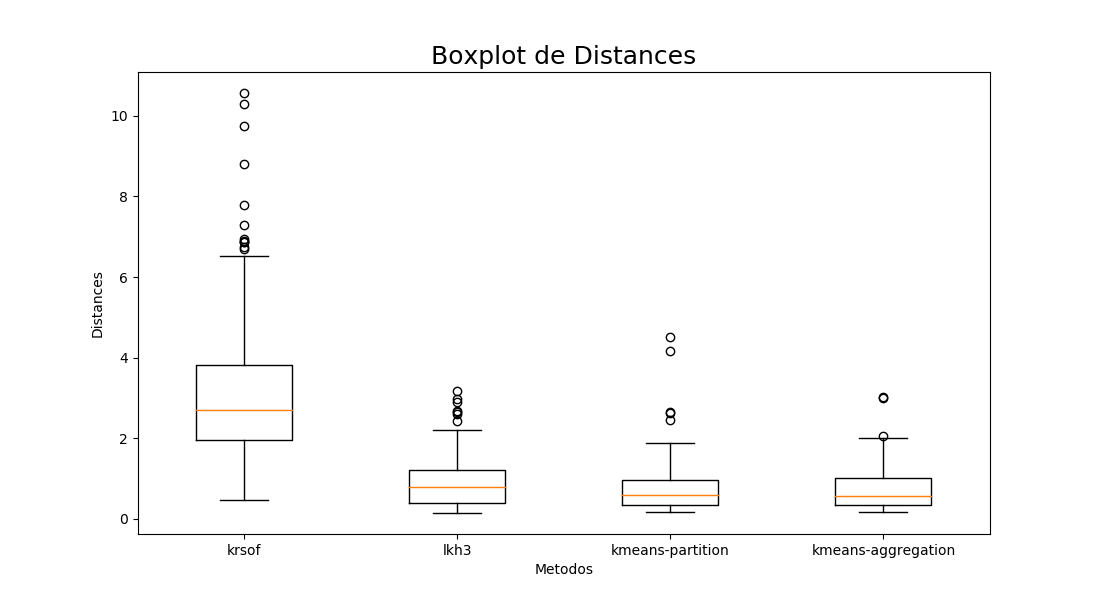 Boxplot de Distances
10
8
6
4
2
0
Distances
krsof
lkh3
kmeans-partition
kmeans-aggregation
Metodos